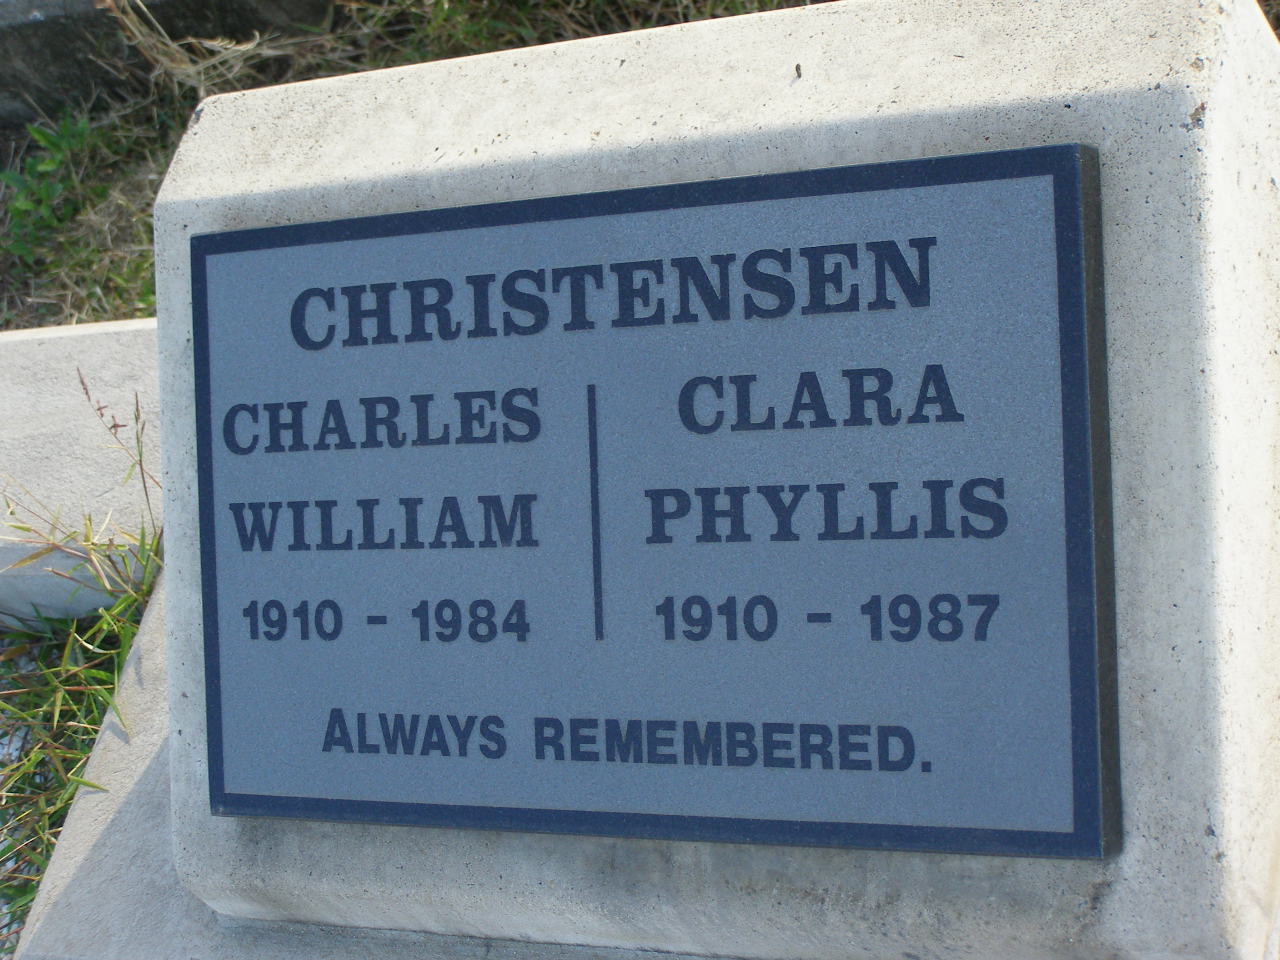 CHRISTENSEN
CHARLES
WILLIAM
1910 - 1984
CLARA
PHYLLIS
1910 - 1987
ALWAYS REMEMBERED.